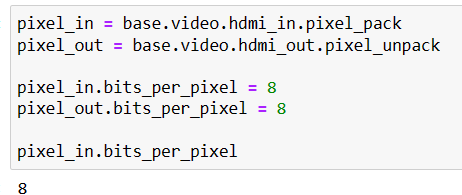 pixel_in = base.video.hdmi_in.pixel_pack
pixel_out = base.video.hdmi_out.pixel_unpack
pixel_in.bits_per_pixel = 8
pixel_out.bits_per_pixel = 8
pixel_in.bits_per_pixel
8